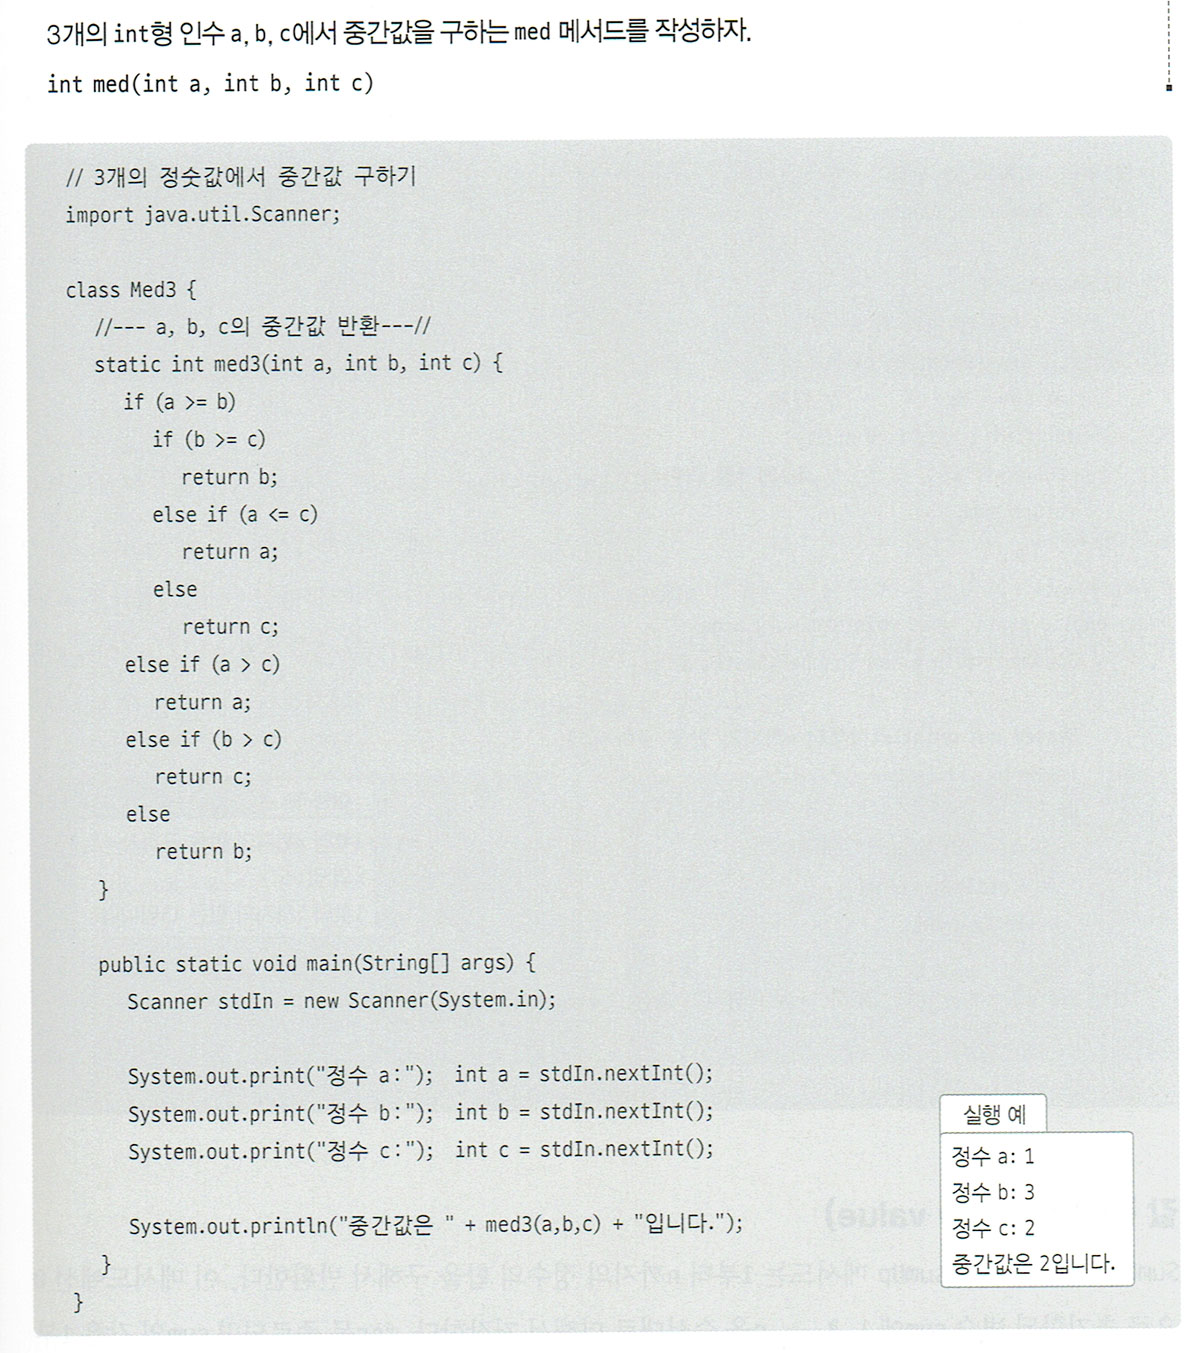 3개의 int형 인수 a, b, c에서 중간값을 구하는 med 메서드를 작성하자.
int med(int a, int b, int c)
// 3개의 정숫값에서 중간값 구하기
import java.util.Scanner;
class Med3 {
//--- a, b, c의 중간값 반환---//
static int med3(int a, int b, int c) {
if (a >= b)
if (b >= c)
return b;
else if (a <= c)
return a;
else
return c;
else if (a > c)
return a;
else if (b > c)
return c;
else
return b;
}
public static void main(String[] args) {
Scanner stdIn = new Scanner(System.in);
System.out.print("정수 a:"); int a = stdIn.nextInt();
System.out.print("정수 b:"); int b = stdIn.nextInt();
System.out.print("정수 c:"); int c = stdIn.nextInt();
System.out.println("중간값은 " + med3(a,b,c) + "입니다.");
}
}
실행 예
정수 a: 1
정수 b: 3
정수 c: 2
중간값은 2입니다.